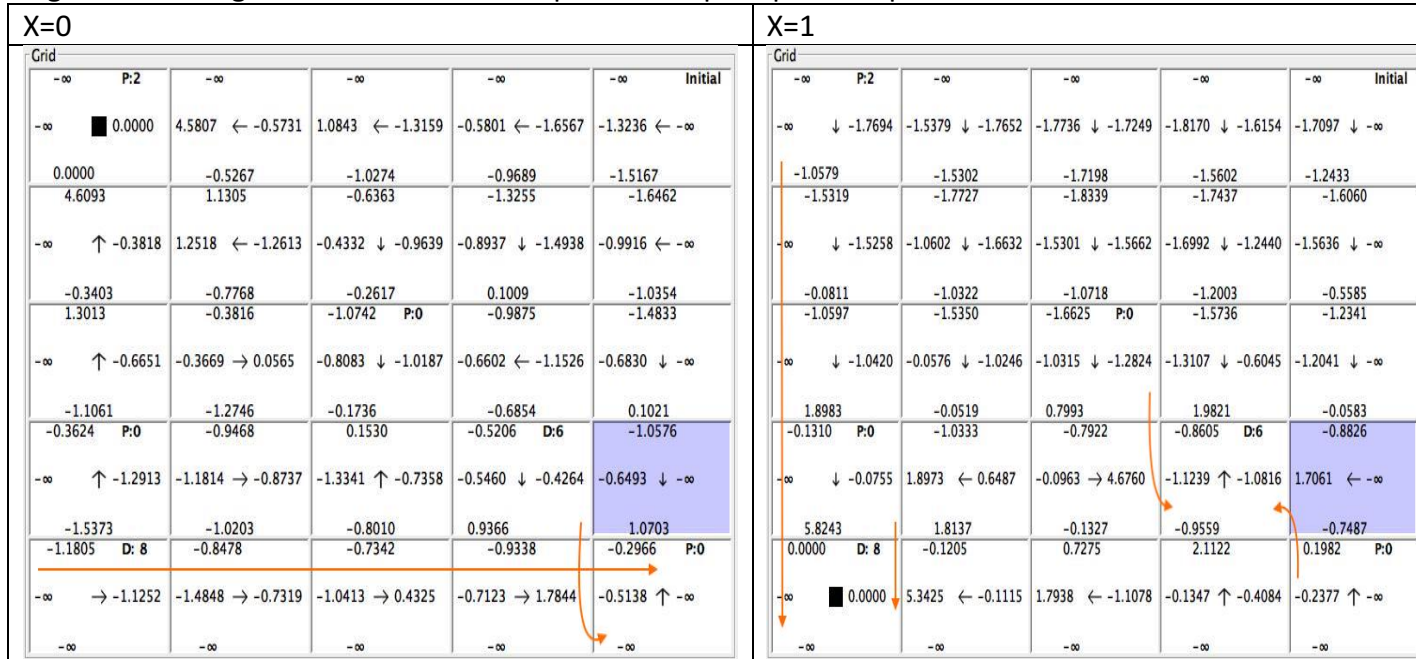 X=0
Grid
-∞ P:2 -∞ -∞ -∞ -∞ Initial
-∞ ■ 0.0000 4.5807 ← -0.5731 1.0843 ← -1.3159 -0.5801 ← -1.6567 -1.3236 ← -∞
0.0000 -0.5267 -1.0274 -0.9689 -1.5167
4.6093 1.1305 -0.6363 -1.3255 -1.6462
-∞ ↑ -0.3818 1.2518 ← -1.2613 -0.4332 ↓ -0.9639 -0.8937 ↓ -1.4938 -0.9916 ← -∞
-0.3403 -0.7768 -0.2617 0.1009 -1.0354
1.3013 -0.3816 -1.0742 P:0 -0.9875 -1.4833
-∞ ↑ -0.6651 -0.3669 → 0.0565 -0.8083 ↓ -1.0187 -0.6602 ← -1.1526 -0.6830 ↓ -∞
-1.1061 -1.2746 -0.1736 -0.6854 0.1021
-0.3624 P:0 -0.9468 0.1530 -0.5206 D:6 -1.0576
-∞ ↑ -1.2913 -1.1814 → -0.8737 -1.3341 ↑ -0.7358 -0.5460 ↓ -0.4264 -0.6493 ↓ -∞
-1.5373 -1.0203 -0.8010 0.9366 1.0703
-1.1805 D: 8 -0.8478 -0.7342 -0.9338 -0.2966 P:0
-∞ → -1.1252 -1.4848 → -0.7319 -1.0413 → 0.4325 -0.7123 → 1.7844 -0.5138 ↑ -∞
-∞ -∞ -∞ -∞ -∞
X=1
Grid
-∞ P:2 -∞ -∞ -∞ -∞ Initial
-∞ ↓ -1.7694 -1.5379 ↓ -1.7652 -1.7736 ↓ -1.7249 -1.8170 ↓ -1.6154 -1.7097 ↓ -∞
-1.0579 -1.5302 -1.7198 -1.5602 -1.2433
-1.5319 -1.7727 -1.8339 -1.7437 -1.6060
-∞ ↓ -1.5258 -1.0602 ↓ -1.6632 -1.5301 ↓ -1.5662 -1.6992 ↓ -1.2440 -1.5636 ↓ -∞
-0.0811 -1.0322 -1.0718 -1.2003 -0.5585
-1.0597 -1.5350 -1.6625 P:0 -1.5736 -1.2341
-∞ ↓ -1.0420 -0.0576 ↓ -1.0246 -1.0315 ↓ -1.2824 -1.3107 ↓ -0.6045 -1.2041 ↓ -∞
1.8983 -0.0519 0.7993 1.9821 -0.0583
-0.1310 P:0 -1.0333 -0.7922 -0.8605 D:6 -0.8826
-∞ ↓ -0.0755 1.8973 ← 0.6487 -0.0963 → 4.6760 -1.1239 ↑ -1.0816 1.7061 ← -∞
5.8243 1.8137 -0.1327 -0.9559 -0.7487
0.0000 D: 8 -0.1205 0.7275 2.1122 0.1982 P:0
-∞ ■ 0.0000 5.3425 ← -0.1115 1.7938 ← -1.1078 -0.1347 ↑ -0.4084 -0.2377 ↑ -∞
-∞ -∞ -∞ -∞ -∞